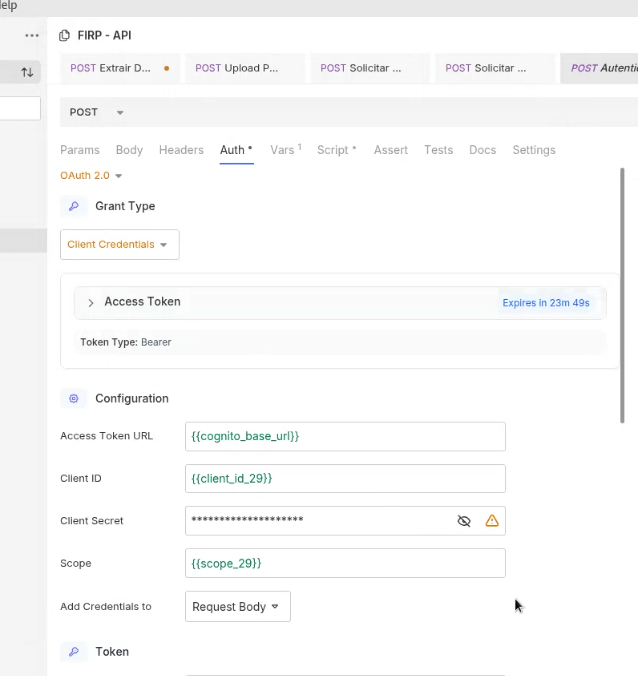 elp
FIRP - API
POST Extrair D...
POST Upload P...
POST Solicitar ...
POST Solicitar ...
POST Autenti
POST
Params Body Headers Auth * Vars 1 Script * Assert Tests Docs Settings
OAuth 2.0
Grant Type
Client Credentials
Access Token
Expires in 23m 49s
Token Type: Bearer
Configuration
Access Token URL
{{cognito_base_url}}
Client ID
{{client_id_29}}
Client Secret
********************
Scope
{{scope_29}}
Add Credentials to
Request Body
Token